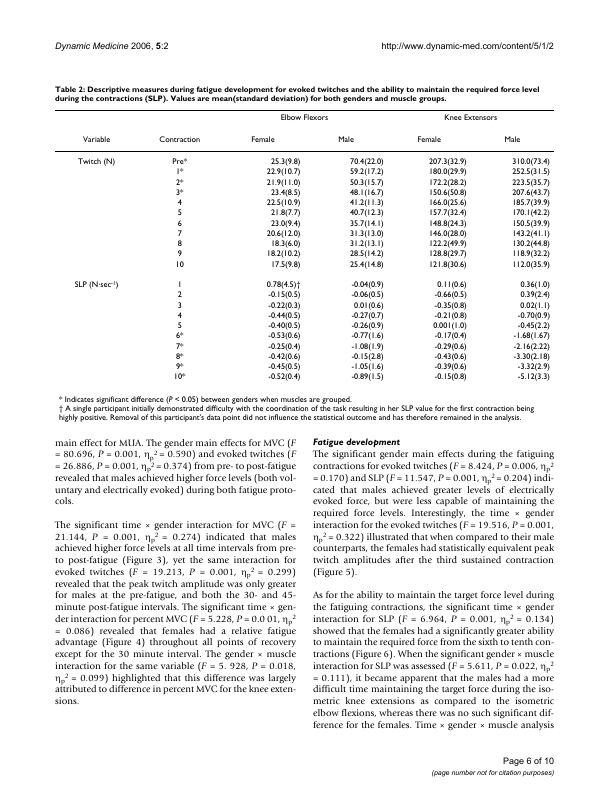 Dynamic Medicine 2006, 5:2 http://www.dynamic-med.com/content/5/1/2
Table 2: Descriptive measures during fatigue development for evoked twitches and the ability to maintain the required force level
during the contractions (SLP). Values are mean(standard deviation) for both genders and muscle groups.
Elbow Flexors Knee Extensors
Variable Contraction Female Male Female Male
Twitch (N) Pre* 25.3(9.8) 70.4(22.0) 207.3(32.9) 310.0(73.4)
1* 22.9(10.7) 59.2(17.2) 180.0(29.9) 252.5(31.5)
2* 21.9(11.0) 50.3(15.7) 172.2(28.2) 223.5(35.7)
3* 23.4(8.5) 48.1(16.7) 150.6(50.8) 207.6(43.7)
4 22.5(10.9) 41.2(11.3) 166.0(25.6) 185.7(39.9)
5 21.8(7.7) 40.7(12.3) 157.7(32.4) 170.1(42.2)
6 23.0(9.4) 35.7(14.1) 148.8(24.3) 150.5(39.9)
7 20.6(12.0) 31.3(13.0) 146.0(28.0) 143.2(41.1)
8 18.3(6.0) 31.2(13.1) 122.2(49.9) 130.2(44.8)
9 18.2(10.2) 28.5(14.2) 128.8(29.7) 118.9(32.2)
10 17.5(9.8) 25.4(14.8) 121.8(30.6) 112.0(35.9)
SLP (N·sec⁻¹) 1 0.78(4.5)† -0.04(0.9) 0.11(0.6) 0.36(1.0)
2 -0.15(0.5) -0.06(0.5) -0.66(0.5) 0.39(2.4)
3 -0.22(0.3) 0.01(0.6) -0.35(0.8) 0.02(1.1)
4 -0.44(0.5) -0.27(0.7) -0.21(0.8) -0.70(0.9)
5 -0.40(0.5) -0.26(0.9) 0.001(1.0) -0.45(2.2)
6* -0.53(0.6) -0.77(1.6) -0.17(0.4) -1.68(1.67)
7* -0.25(0.4) -1.08(1.9) -0.29(0.6) -2.16(2.22)
8* -0.42(0.6) -0.15(2.8) -0.43(0.6) -3.30(2.18)
9* -0.45(0.5) -1.05(1.6) -0.39(0.6) -3.32(2.9)
10* -0.52(0.4) -0.89(1.5) -0.15(0.8) -5.12(3.3)
* Indicates significant difference (P < 0.05) between genders when muscles are grouped.
† A single participant initially demonstrated difficulty with the coordination of the task resulting in her SLP value for the first contraction being
highly positive. Removal of this participant's data point did not influence the statistical outcome and has therefore remained in the analysis.
main effect for MUA. The gender main effects for MVC (F
= 80.696, P = 0.001, ηp² = 0.590) and evoked twitches (F
= 26.886, P = 0.001, ηp² = 0.374) from pre- to post-fatigue
revealed that males achieved higher force levels (both vol-
untary and electrically evoked) during both fatigue proto-
cols.
The significant time × gender interaction for MVC (F =
21.144, P = 0.001, ηp² = 0.274) indicated that males
achieved higher force levels at all time intervals from pre-
to post-fatigue (Figure 3), yet the same interaction for
evoked twitches (F = 19.213, P = 0.001, ηp² = 0.299)
revealed that the peak twitch amplitude was only greater
for males at the pre-fatigue, and both the 30- and 45-
minute post-fatigue intervals. The significant time × gen-
der interaction for percent MVC (F = 5.228, P = 0.0 01, ηp²
= 0.086) revealed that females had a relative fatigue
advantage (Figure 4) throughout all points of recovery
except for the 30 minute interval. The gender × muscle
interaction for the same variable (F = 5. 928, P = 0.018,
ηp² = 0.099) highlighted that this difference was largely
attributed to difference in percent MVC for the knee exten-
sions.
Fatigue development
The significant gender main effects during the fatiguing
contractions for evoked twitches (F = 8.424, P = 0.006, ηp²
= 0.170) and SLP (F = 11.547, P = 0.001, ηp² = 0.204) indi-
cated that males achieved greater levels of electrically
evoked force, but were less capable of maintaining the
required force levels. Interestingly, the time × gender
interaction for the evoked twitches (F = 19.516, P = 0.001,
ηp² = 0.322) illustrated that when compared to their male
counterparts, the females had statistically equivalent peak
twitch amplitudes after the third sustained contraction
(Figure 5).
As for the ability to maintain the target force level during
the fatiguing contractions, the significant time × gender
interaction for SLP (F = 6.964, P = 0.001, ηp² = 0.134)
showed that the females had a significantly greater ability
to maintain the required force from the sixth to tenth con-
tractions (Figure 6). When the significant gender × muscle
interaction for SLP was assessed (F = 5.611, P = 0.022, ηp²
= 0.111), it became apparent that the males had a more
difficult time maintaining the target force during the iso-
metric knee extensions as compared to the isometric
elbow flexions, whereas there was no such significant dif-
ference for the females. Time × gender × muscle analysis
Page 6 of 10
(page number not for citation purposes)